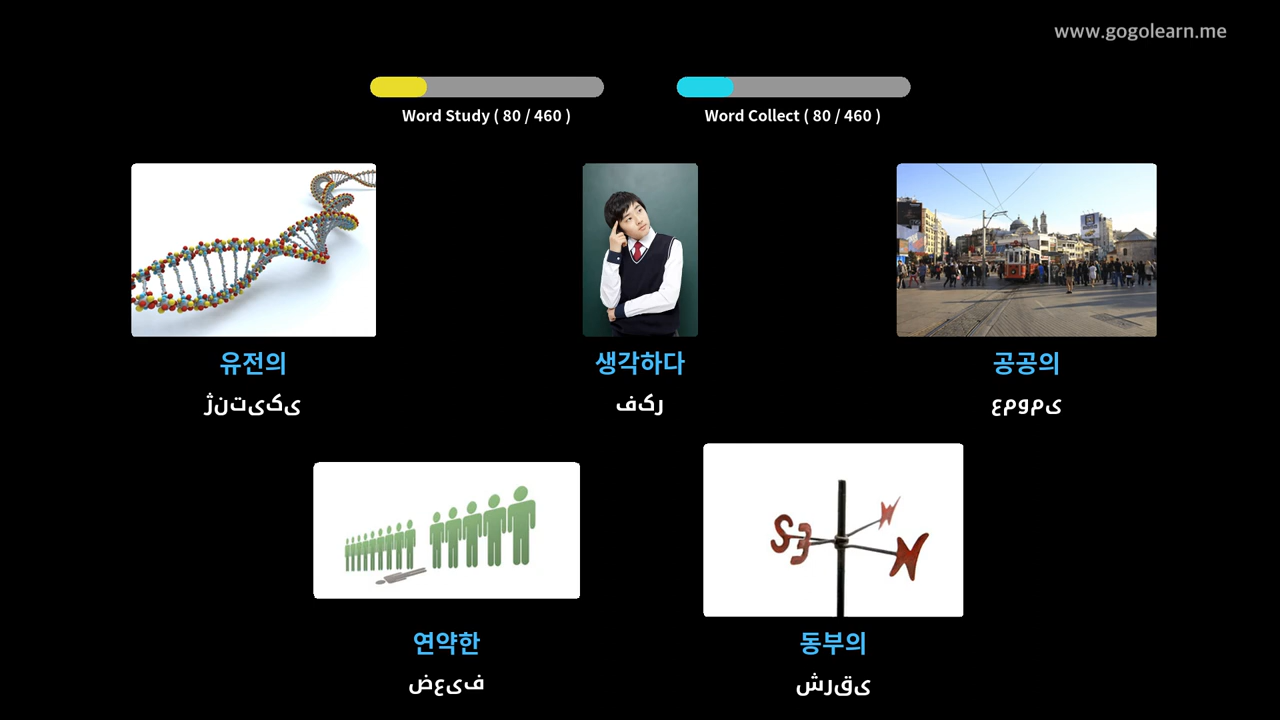 www.gogolearn.me
Word Study ( 80 / 460 )
Word Collect ( 80 / 460 )
유전의
ژنتیکی
생각하다
فکر
공공의
عمومی
연약한
ضعیف
동부의
شرقی